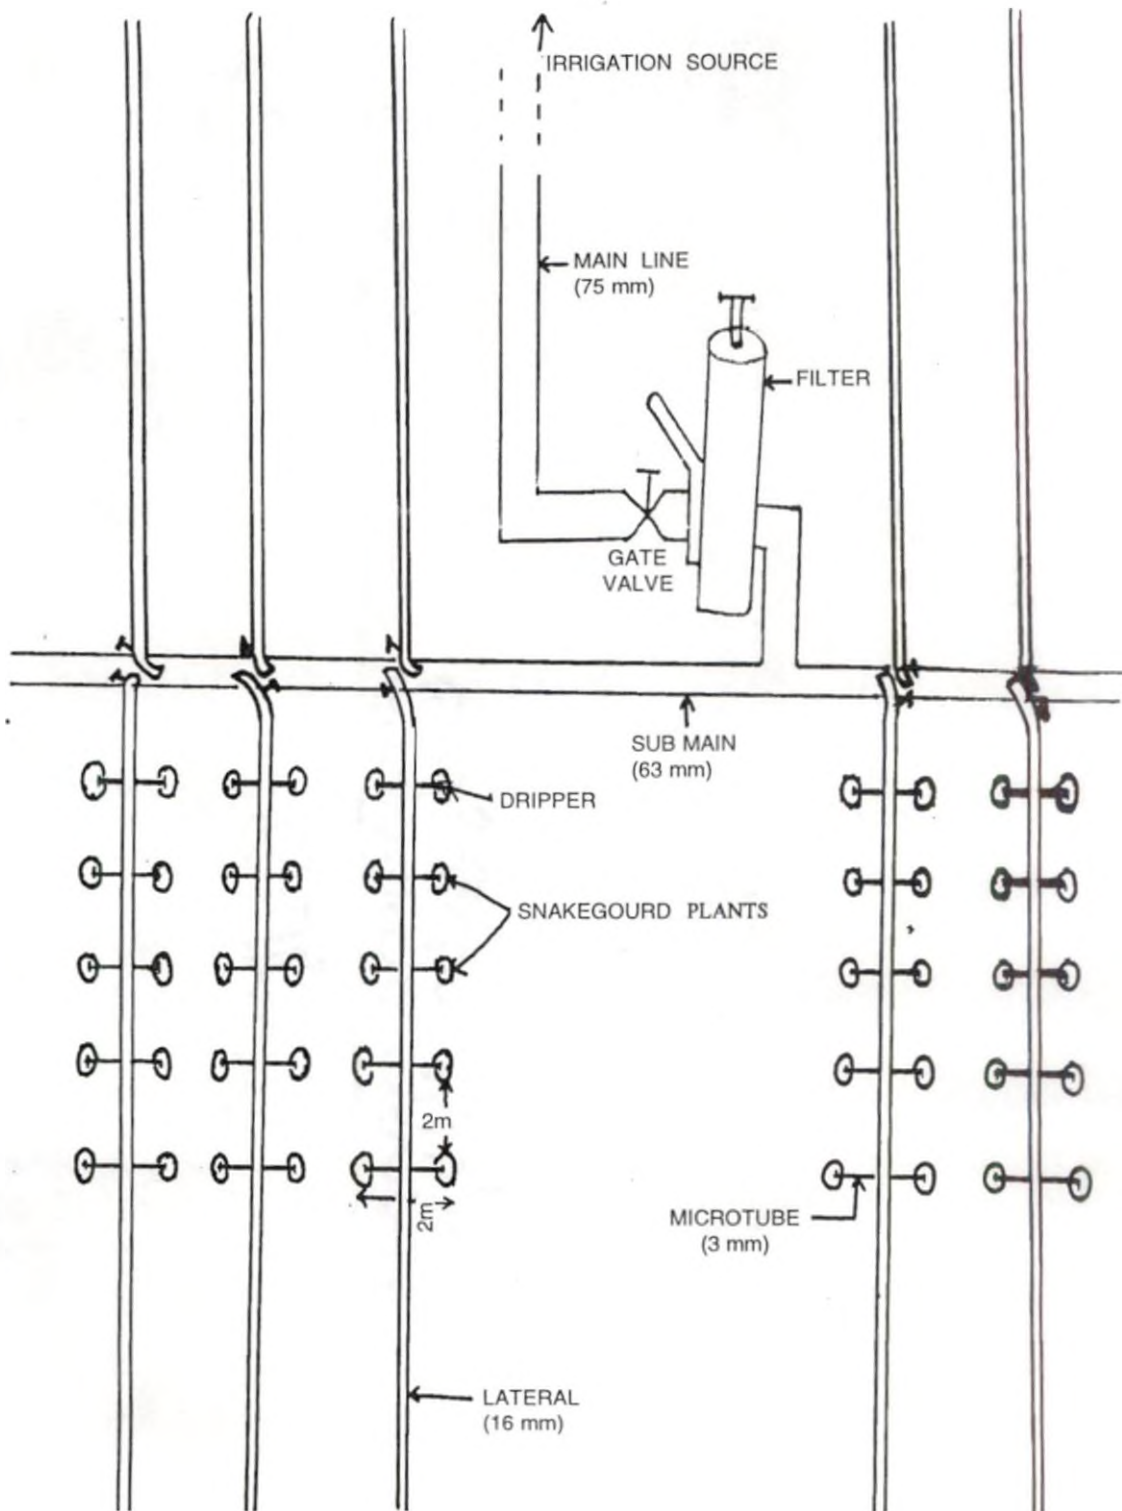 IRRIGATION SOURCE
MAIN LINE
(75 mm)
FILTER
GATE
VALVE
SUB MAIN
(63 mm)
DRIPPER
SNAKEGOURD PLANTS
2m
2m
MICROTUBE
(3 mm)
LATERAL
(16 mm)